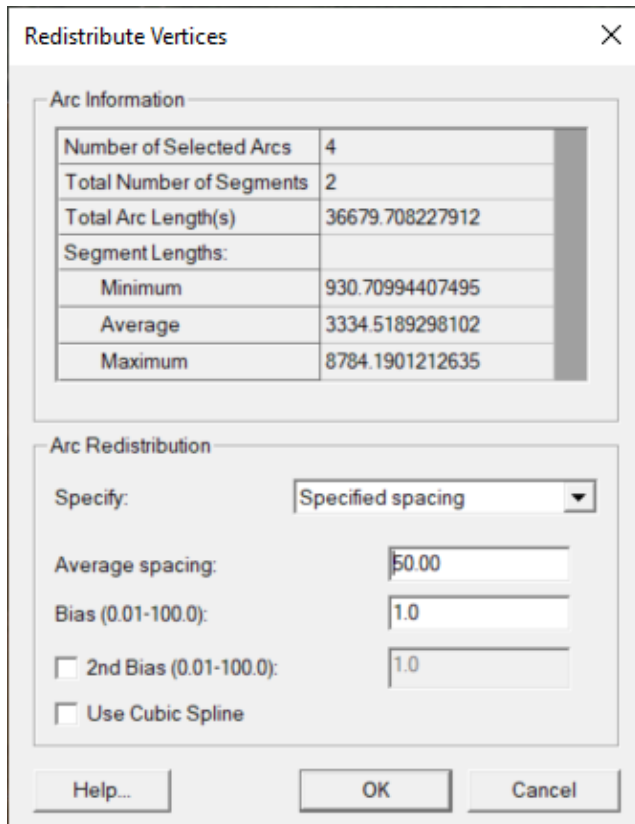 Redistribute Vertices
Arc Information
Number of Selected Arcs 4
Total Number of Segments 2
Total Arc Length(s) 36679.708227912
Segment Lengths:
Minimum 930.70994407495
Average 3334.5189298102
Maximum 8784.1901212635
Arc Redistribution
Specify: Specified spacing
Average spacing: 50.00
Bias (0.01-100.0): 1.0
2nd Bias (0.01-100.0): 1.0
Use Cubic Spline
Help... OK Cancel